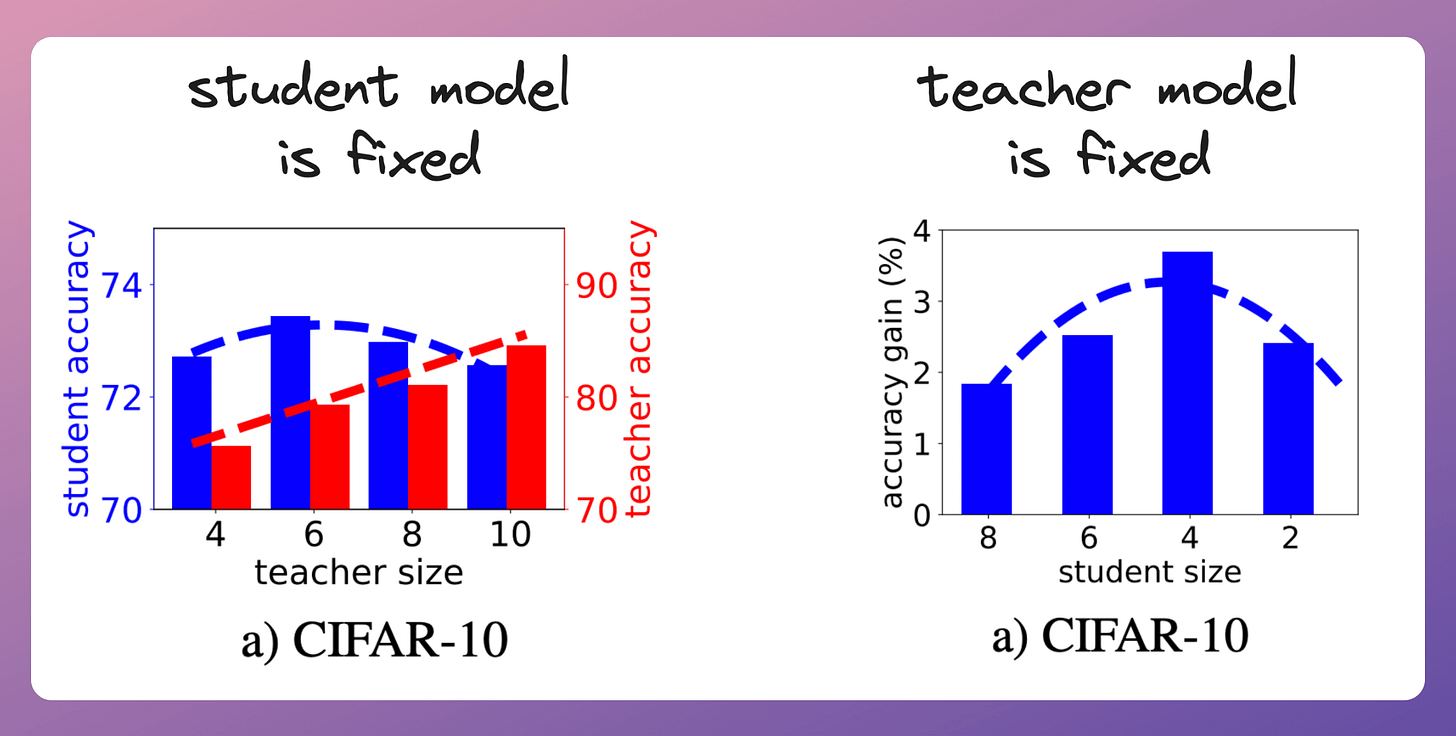 student model
is fixed
student accuracy
74
72
70
90
80
70
teacher accuracy
4 6 8 10
teacher size
a) CIFAR-10
teacher model
is fixed
accuracy gain (%)
4
3
2
1
0
8 6 4 2
student size
a) CIFAR-10